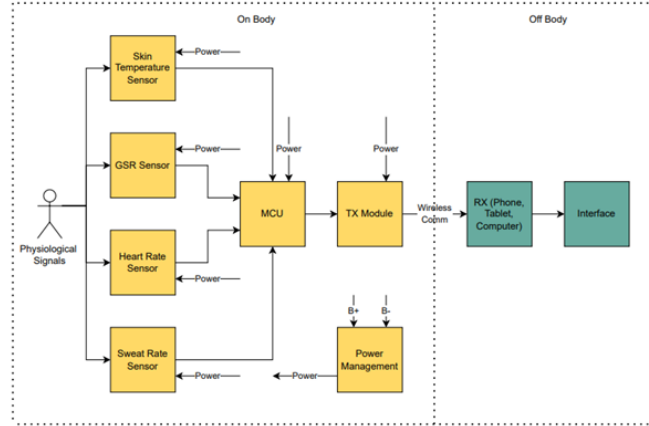 On Body
Off Body
Skin
Temperature
Sensor
Power
GSR Sensor
Power
Power
Power
Physiological
Signals
MCU
TX Module
Wireless
Comm
RX (Phone,
Tablet,
Computer)
Interface
Heart Rate
Sensor
Power
B+
B-
Sweat Rate
Sensor
Power
Power
Power
Management